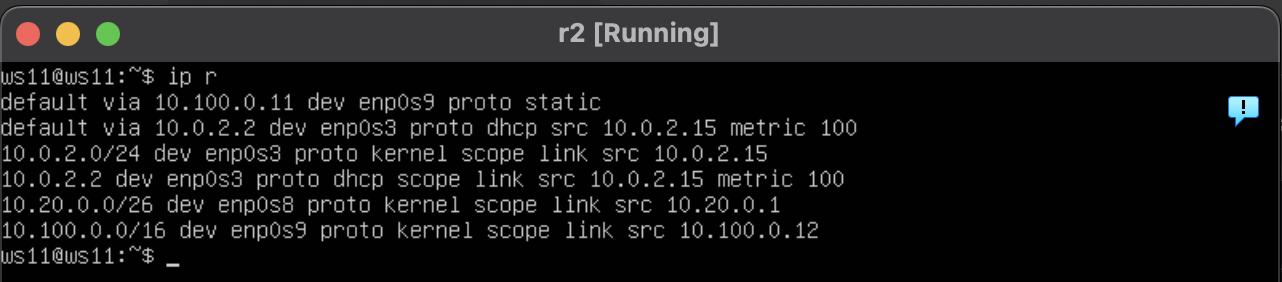 r2 [Running]
ws11@ws11:~$ ip r
default via 10.100.0.11 dev enp0s9 proto static
default via 10.0.2.2 dev enp0s3 proto dhcp src 10.0.2.15 metric 100
10.0.2.0/24 dev enp0s3 proto kernel scope link src 10.0.2.15
10.0.2.2 dev enp0s3 proto dhcp scope link src 10.0.2.15 metric 100
10.20.0.0/26 dev enp0s8 proto kernel scope link src 10.20.0.1
10.100.0.0/16 dev enp0s9 proto kernel scope link src 10.100.0.12
ws11@ws11:~$ _